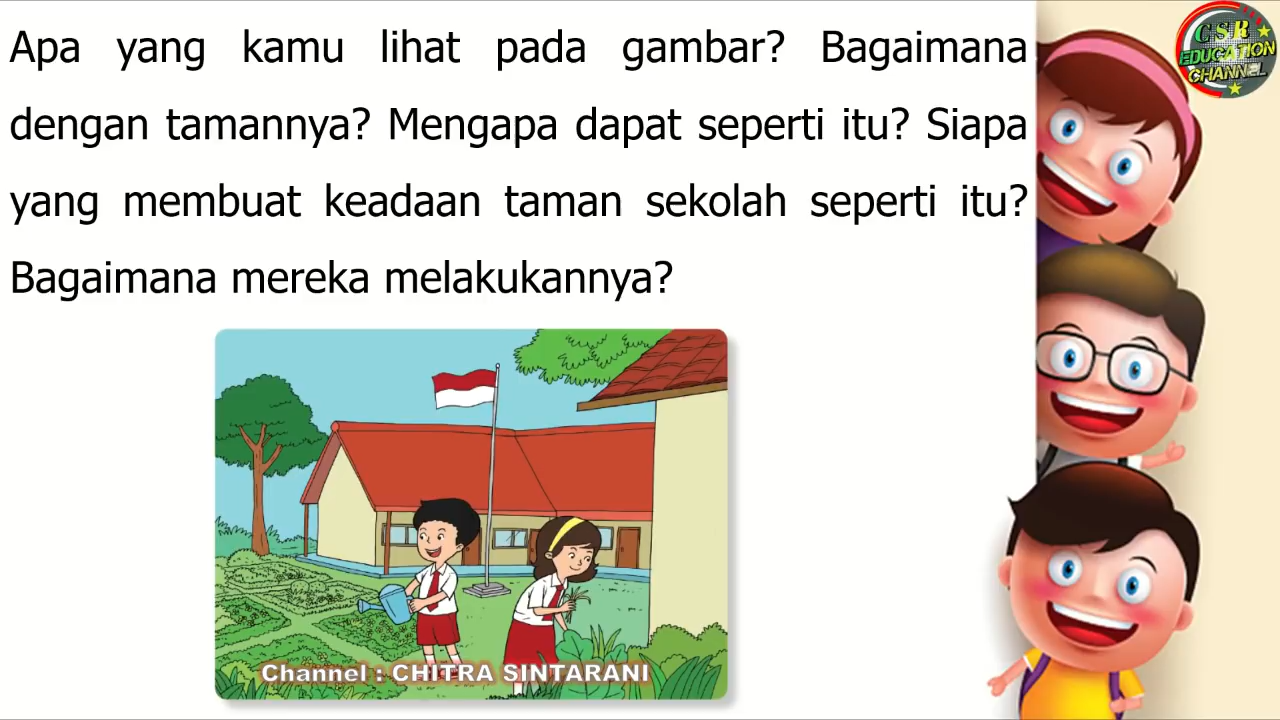 Apa yang kamu lihat pada gambar? Bagaimana
dengan tamannya? Mengapa dapat seperti itu? Siapa
yang membuat keadaan taman sekolah seperti itu?
Bagaimana mereka melakukannya?
Channel : CHITRA SINTARANI
CSR
EDUCATION
CHANNEL